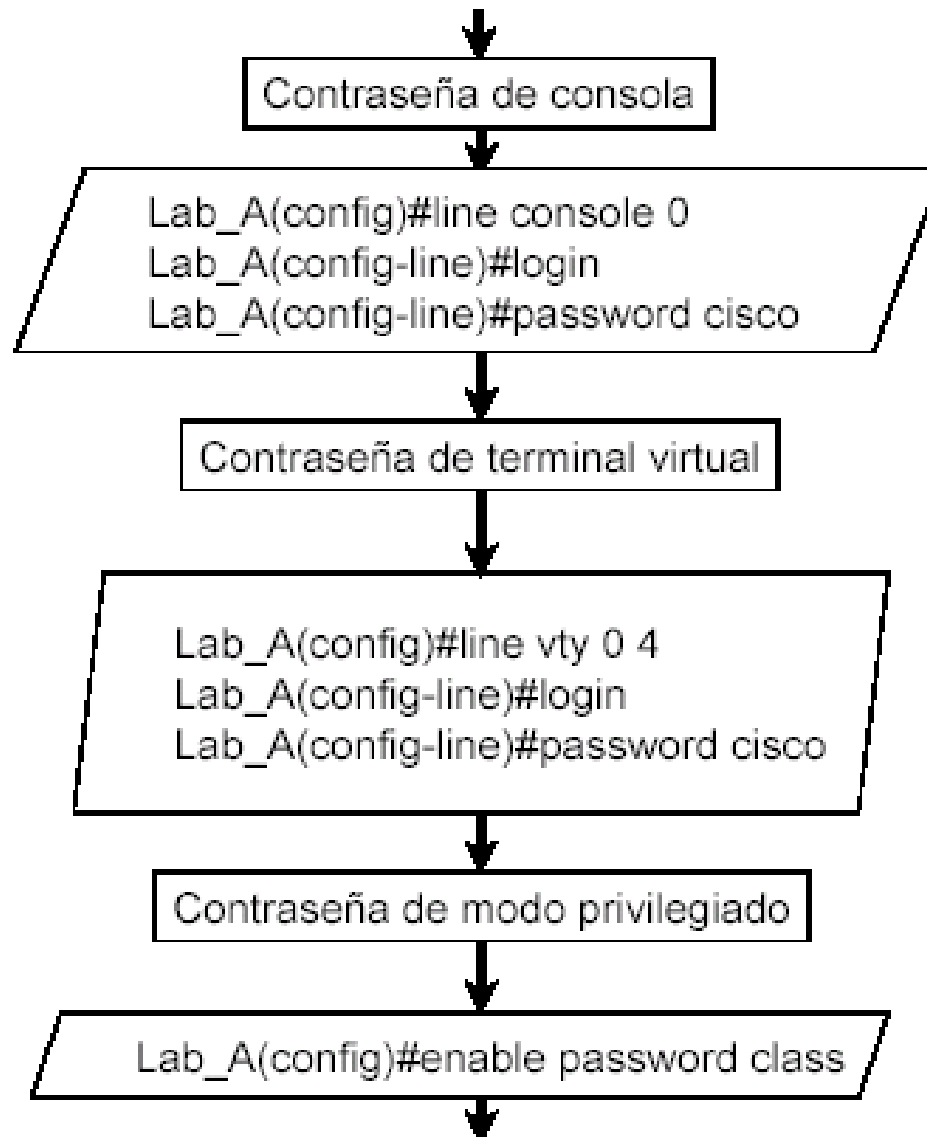 Contraseña de consola
Lab_A(config)#line console 0
Lab_A(config-line)#login
Lab_A(config-line)#password cisco
Contraseña de terminal virtual
Lab_A(config)#line vty 0 4
Lab_A(config-line)#login
Lab_A(config-line)#password cisco
Contraseña de modo privilegiado
Lab_A(config)#enable password class